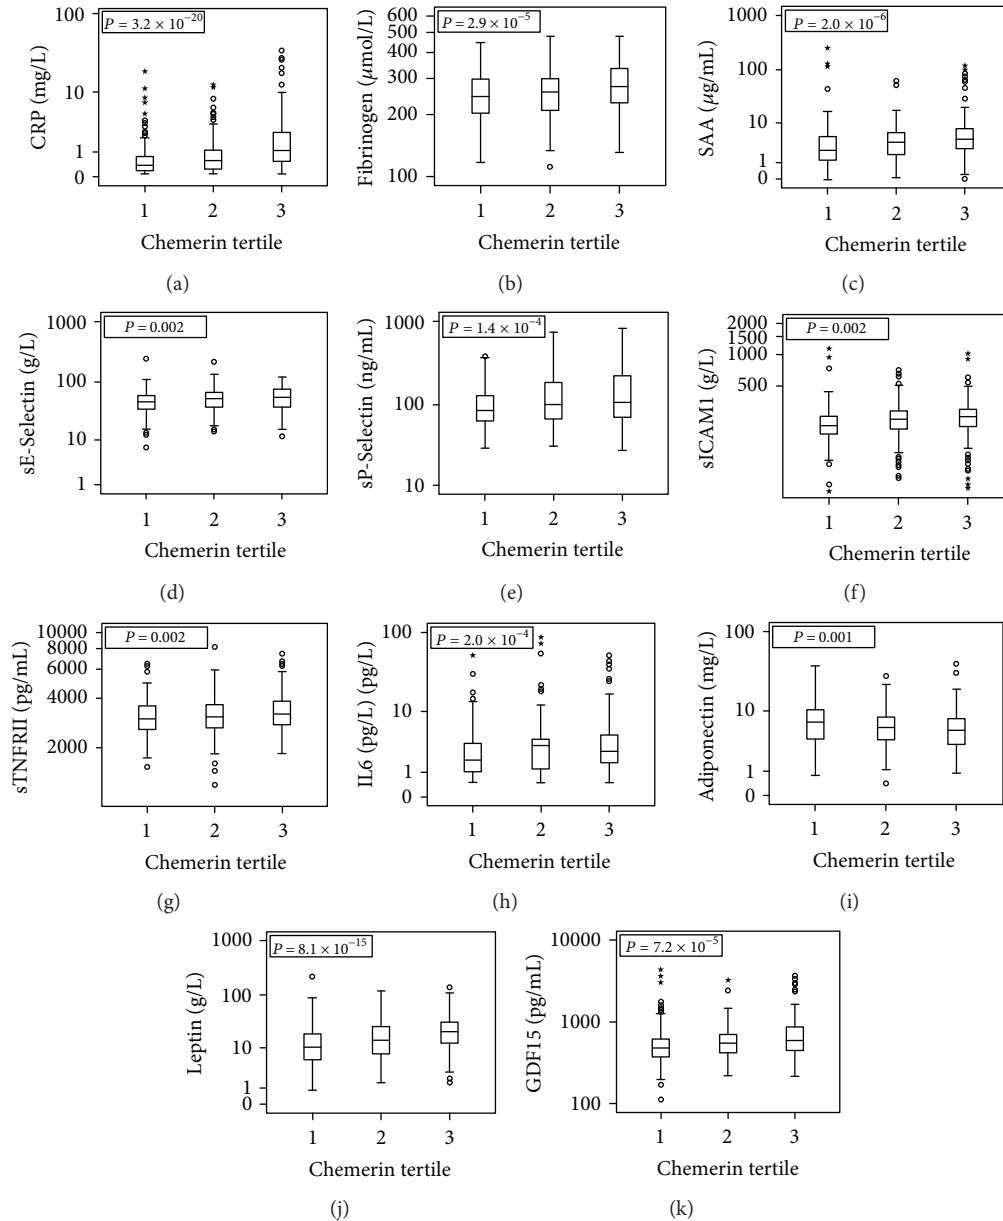 P = 3.2 × 10⁻²⁰
CRP (mg/L)
100
10
1
0
1 2 3
Chemerin tertile
(a)
P = 2.9 × 10⁻⁵
Fibrinogen (μmol/L)
600
500
400
300
200
100
1 2 3
Chemerin tertile
(b)
P = 2.0 × 10⁻⁶
SAA (μg/mL)
1000
100
10
1
0
1 2 3
Chemerin tertile
(c)
P = 0.002
sE-Selectin (g/L)
1000
100
10
1
1 2 3
Chemerin tertile
(d)
P = 1.4 × 10⁻⁴
sP-Selectin (ng/mL)
1000
100
10
1 2 3
Chemerin tertile
(e)
P = 0.002
sICAM1 (g/L)
2000
1500
1000
500
1 2 3
Chemerin tertile
(f)
P = 0.002
sTNFRII (pg/mL)
10000
8000
6000
4000
2000
1 2 3
Chemerin tertile
(g)
P = 2.0 × 10⁻⁴
IL6 (pg/L) (pg/L)
100
10
1
0
1 2 3
Chemerin tertile
(h)
P = 0.001
Adiponectin (mg/L)
100
10
1
0
1 2 3
Chemerin tertile
(i)
P = 8.1 × 10⁻¹⁵
Leptin (g/L)
1000
100
10
1
0
1 2 3
Chemerin tertile
(j)
P = 7.2 × 10⁻⁵
GDF15 (pg/mL)
10000
1000
100
1 2 3
Chemerin tertile
(k)